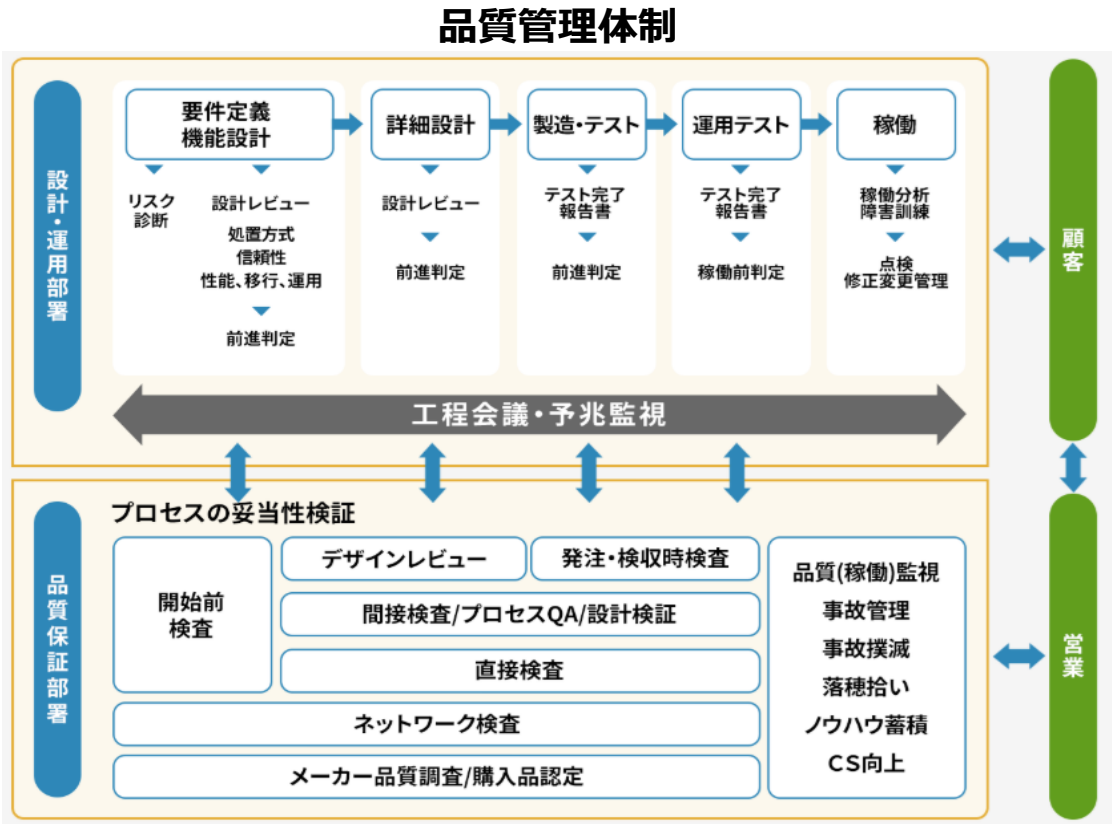 品質管理体制
設計・運用部署
要件定義
機能設計
リスク
診断
設計レビュー
処置方式
信頼性
性能、移行、運用
前進判定
詳細設計
設計レビュー
前進判定
製造・テスト
テスト完了
報告書
前進判定
運用テスト
テスト完了
報告書
稼働前判定
稼働
稼働分析
障害訓練
点検
修正変更管理
工程会議・予兆監視
顧客
品質保証部署
プロセスの妥当性検証
開始前
検査
デザインレビュー
発注・検収時検査
間接検査/プロセスQA/設計検証
直接検査
ネットワーク検査
メーカー品質調査/購入品認定
品質(稼働)監視
事故管理
事故撲滅
落穂拾い
ノウハウ蓄積
CS向上
営業